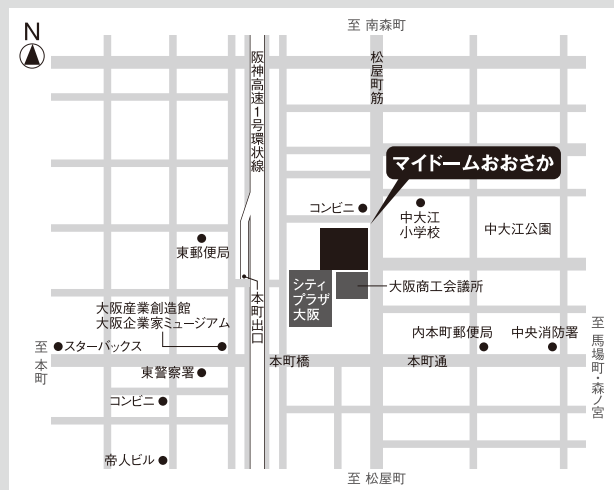 N
至 南森町
阪神高速1号環状線
松屋町筋
マイドームおおさか
コンビニ
中大江
小学校
中大江公園
東郵便局
シティ
プラザ
大阪
大阪商工会議所
本町出口
大阪産業創造館
大阪企業家ミュージアム
スターバックス
至 本町
内本町郵便局
中央消防署
至 馬場町・森ノ宮
本町橋
本町通
東警察署
コンビニ
帝人ビル
至 松屋町